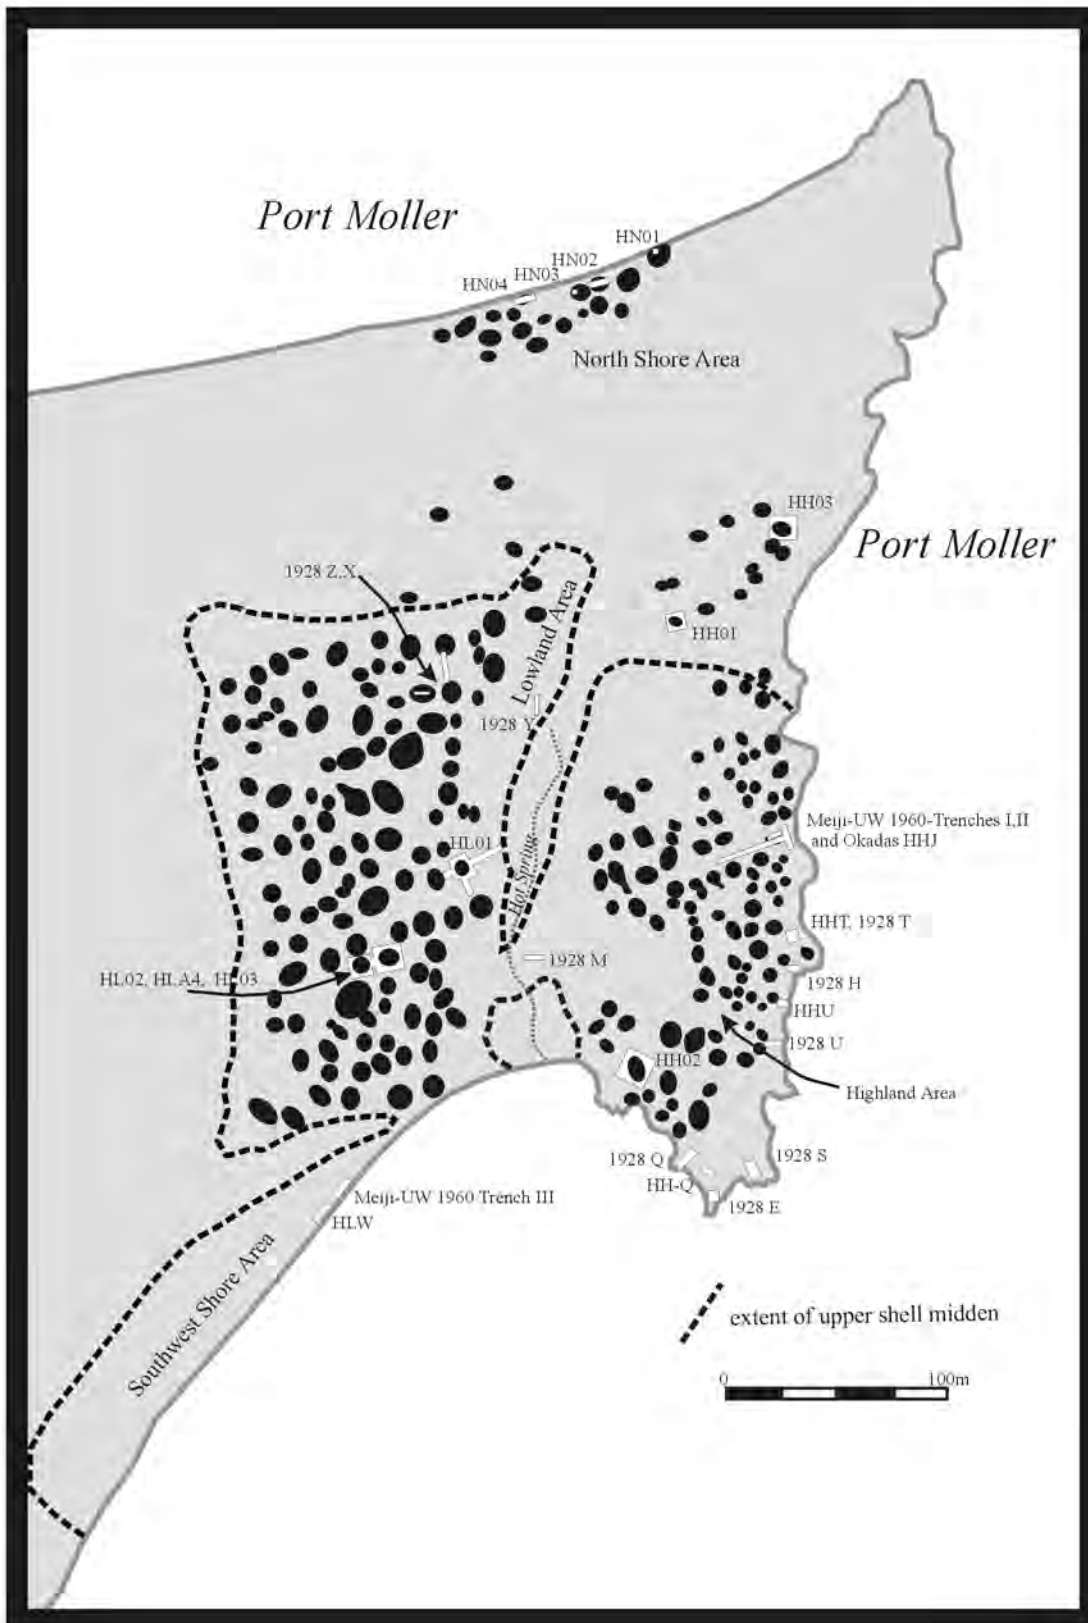 Port Moller
HN01
HN02
HN03
HN04
North Shore Area
HH03
Port Moller
1928 Z,X
Lowland Area
HH01
1928 Y
Meiji-UW 1960-Trenches I,II
and Okadas HHJ
HL01
Hot Spring
HHT, 1928 T
1928 M
HL02, HLA4, HL03
1928 H
HHU
1928 U
HH02
Highland Area
1928 Q
1928 S
HH-Q
1928 E
Meiji-UW 1960 Trench III
HLW
Southwest Shore Area
extent of upper shell midden
0 100m